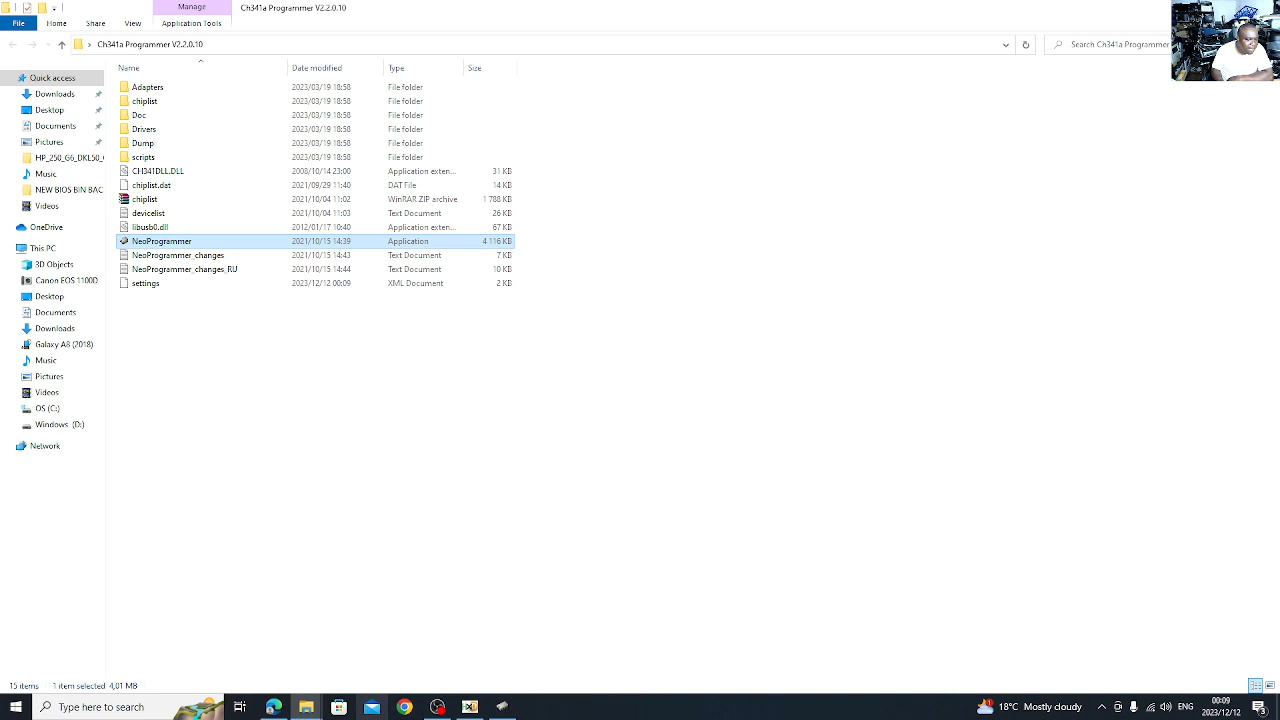 Manage
Ch341a Programmer V2.2.0.10
File
Home
Share
View
Application Tools
Ch341a Programmer V2.2.0.10
Search Ch341a Programmer
Name
Date modified
Type
Size
Adapters 2023/03/19 18:58 File folder
chiplist 2023/03/19 18:58 File folder
Doc 2023/03/19 18:58 File folder
Drivers 2023/03/19 18:58 File folder
Dump 2023/03/19 18:58 File folder
scripts 2023/03/19 18:58 File folder
CH341DLL.DLL 2008/10/14 23:00 Application exten... 31 KB
chiplist.dat 2021/09/29 11:40 DAT File 14 KB
chiplist 2021/10/04 11:02 WinRAR ZIP archive 1 788 KB
devicelist 2021/10/04 11:03 Text Document 26 KB
libusb0.dll 2012/01/17 10:40 Application exten... 67 KB
NeoProgrammer 2021/10/15 14:39 Application 4 116 KB
NeoProgrammer_changes 2021/10/15 14:43 Text Document 7 KB
NeoProgrammer_changes_RU 2021/10/15 14:44 Text Document 10 KB
settings 2023/12/12 00:09 XML Document 2 KB
Quick access
Downloads
Desktop
Documents
Pictures
HP_250_G6_DKL50_
Music
NEW BIOS BIN BAC
Videos
OneDrive
This PC
3D Objects
Canon EOS 1100D
Desktop
Documents
Downloads
Galaxy A8 (2018)
Music
Pictures
Videos
OS (C:)
Windows (D:)
Network
15 items
1 item selected 4,01 MB
Type here to search
18°C Mostly cloudy
ENG
00:09
2023/12/12